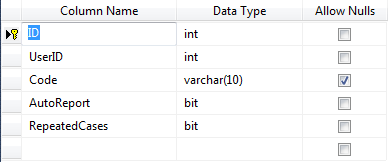 Column Name Data Type Allow Nulls
ID int
UserID int
Code varchar(10)
AutoReport bit
RepeatedCases bit